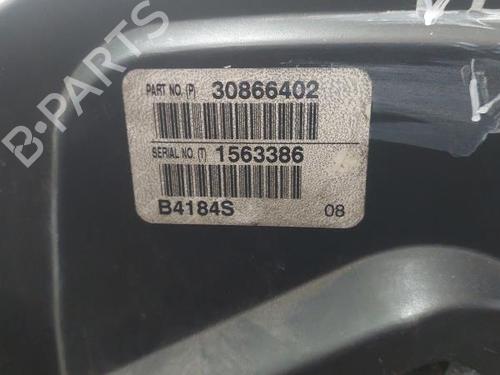 B-PARTS
PART NO. (P) 30866402
SERIAL NO. (T) 1563386
B4184S 08